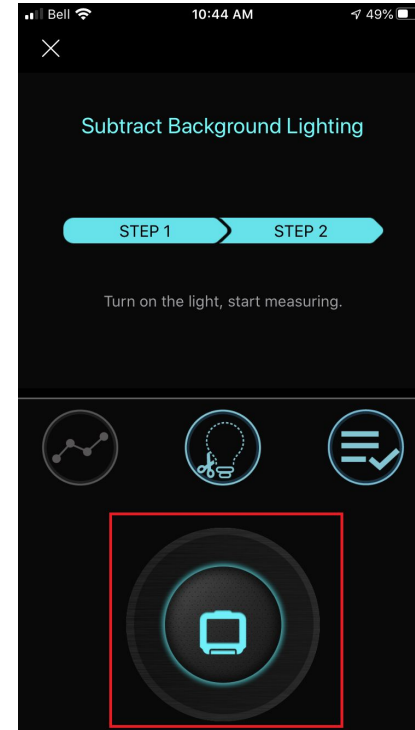 Bell 10:44 AM 49%
Subtract Background Lighting
STEP 1 STEP 2
Turn on the light, start measuring.